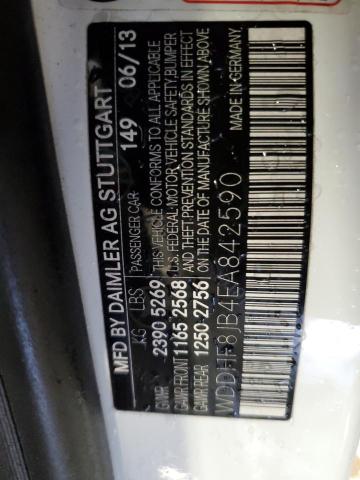 MFD BY DAIMLER AG STUTTGART
149 06/13
KG LBS PASSENGER CAR
GVWR 2390 5269 THIS VEHICLE CONFORMS TO ALL APPLICABLE
GAWR FRONT 1165 2568 U.S. FEDERAL MOTOR VEHICLE SAFETY, BUMPER
AND THEFT PREVENTION STANDARDS IN EFFECT
GAWR REAR 1250 2756 ON THE DATE OF MANUFACTURE SHOWN ABOVE
WDDHF8JB4EA842590 GERMANY